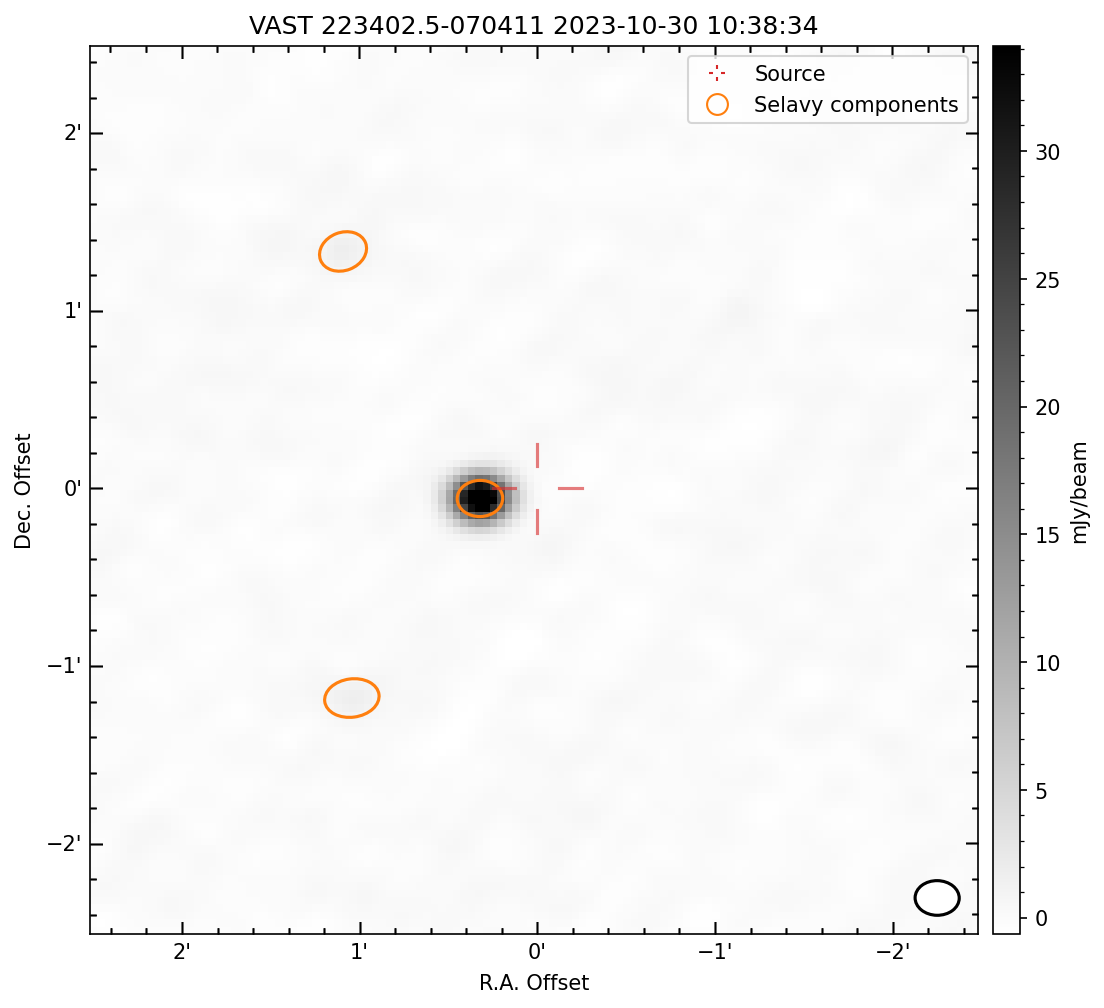 VAST 223402.5-070411 2023-10-30 10:38:34
Source
Selavy components
2'
1'
0'
−1'
−2'
Dec. Offset
2'
1'
0'
−1'
−2'
R.A. Offset
30
25
20
15
10
5
0
mJy/beam